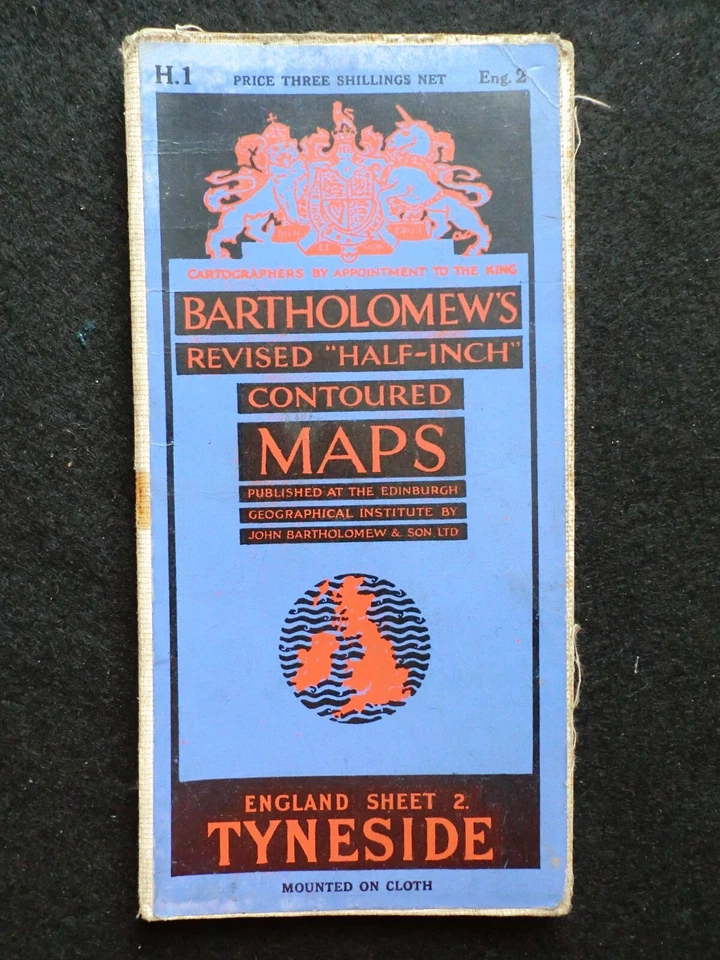 H.1 PRICE THREE SHILLINGS NET Eng. 2
CARTOGRAPHERS BY APPOINTMENT TO THE KING
BARTHOLOMEW'S
REVISED "HALF-INCH"
CONTOURED
MAPS
PUBLISHED AT THE EDINBURGH
GEOGRAPHICAL INSTITUTE BY
JOHN BARTHOLOMEW & SON, LTD
ENGLAND SHEET 2.
TYNESIDE
MOUNTED ON CLOTH